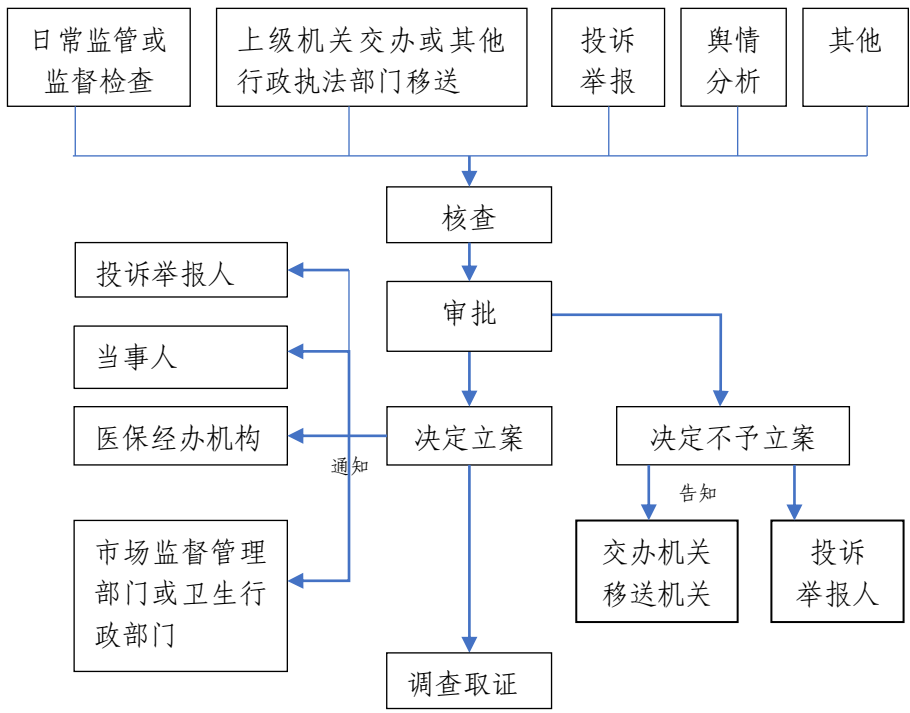 日常监管或
监督检查
上级机关交办或其他
行政执法部门移送
投诉
举报
舆情
分析
其他
核查
投诉举报人
审批
当事人
医保经办机构
决定立案
决定不予立案
通知
告知
市场监督管理
部门或卫生行
政部门
交办机关
移送机关
投诉
举报人
调查取证